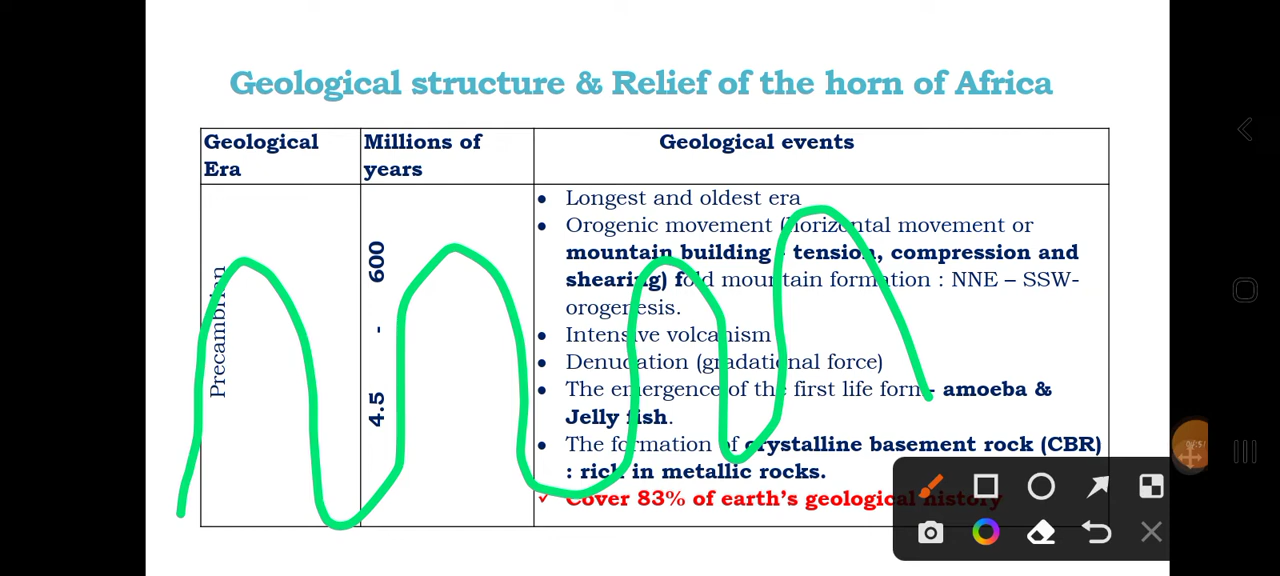 Geological structure & Relief of the horn of Africa
Geological Era
Millions of years
Geological events
Precambrian
4.5 - 600
• Longest and oldest era
• Orogenic movement (horizontal movement or
mountain building - tension, compression and
shearing) fold mountain formation : NNE – SSW-
orogenesis.
• Intensive volcanism
• Denudation (gradational force)
• The emergence of the first life form- amoeba &
Jelly fish.
• The formation of crystalline basement rock (CBR)
: rich in metallic rocks.
✓ Cover 83% of earth's geological history